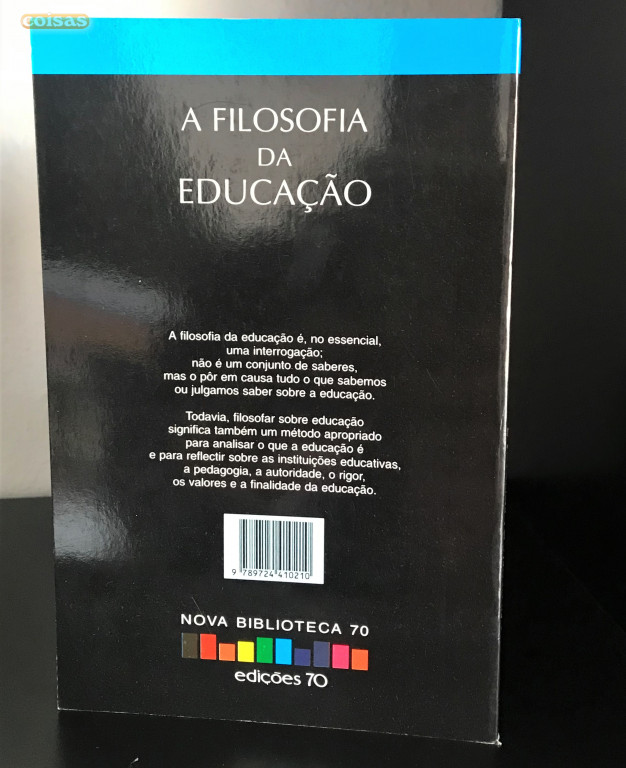 coisas
A FILOSOFIA
DA
EDUCAÇÃO
A filosofia da educação é, no essencial,
uma interrogação;
não é um conjunto de saberes,
mas o pôr em causa tudo o que sabemos
ou julgamos saber sobre a educação.
Todavia, filosofar sobre educação
significa também um método apropriado
para analisar o que a educação é
e para reflectir sobre as instituições educativas,
a pedagogia, a autoridade, o rigor,
os valores e a finalidade da educação.
9 789724 410210
NOVA BIBLIOTECA 70
edições 70